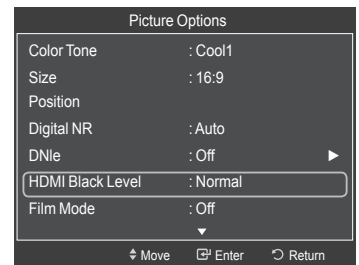 Picture Options
Color Tone : Cool1
Size : 16:9
Position
Digital NR : Auto
DNIe : Off
HDMI Black Level : Normal
Film Mode : Off
Move Enter Return